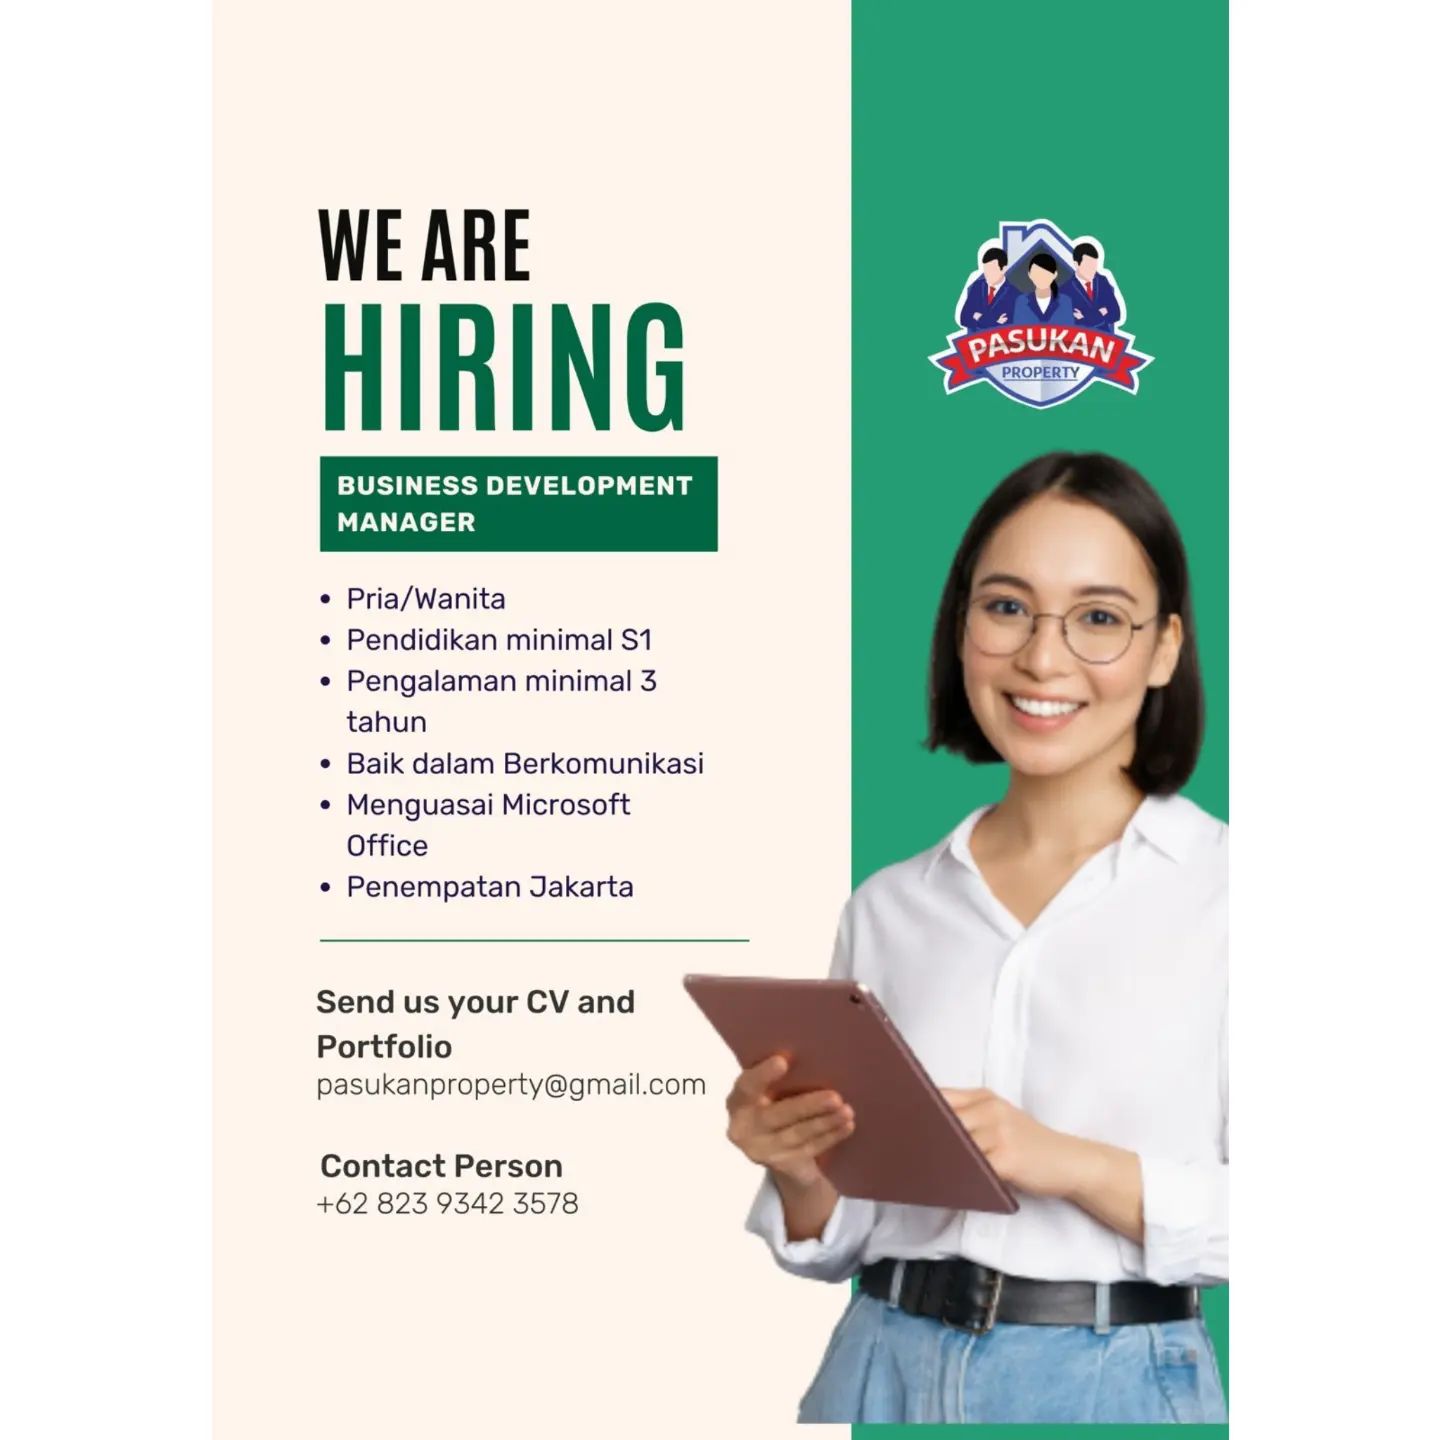 WE ARE
HIRING
BUSINESS DEVELOPMENT
MANAGER
• Pria/Wanita
• Pendidikan minimal S1
• Pengalaman minimal 3
tahun
• Baik dalam Berkomunikasi
• Menguasai Microsoft
Office
• Penempatan Jakarta
Send us your CV and
Portfolio
pasukanproperty@gmail.com
Contact Person
+62 823 9342 3578
PASUKAN
PROPERTY